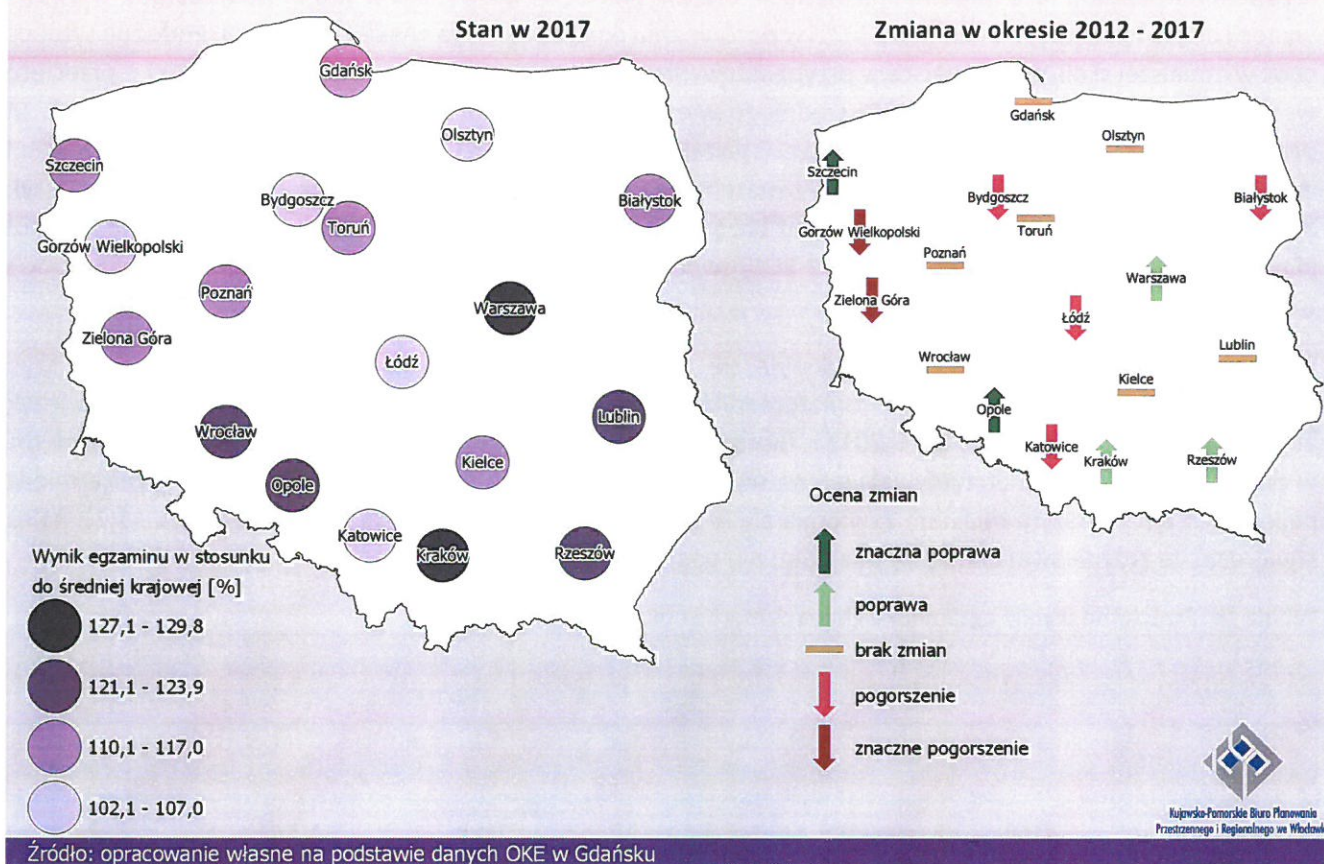 Stan w 2017
Gdańsk
Olsztyn
Szczecin
Bydgoszcz
Białystok
Toruń
Gorzów Wielkopolski
Poznań
Warszawa
Zielona Góra
Łódź
Lublin
Wrocław
Kielce
Opole
Katowice
Kraków
Rzeszów
Wynik egzaminu w stosunku
do średniej krajowej [%]
127,1 - 129,8
121,1 - 123,9
110,1 - 117,0
102,1 - 107,0
Zmiana w okresie 2012 - 2017
Gdańsk
Olsztyn
Szczecin
Bydgoszcz
Białystok
Toruń
Gorzów Wielkopolski
Poznań
Warszawa
Zielona Góra
Łódź
Lublin
Wrocław
Kielce
Opole
Katowice
Kraków
Rzeszów
Ocena zmian
znaczna poprawa
poprawa
brak zmian
pogorszenie
znaczne pogorszenie
Kujawsko-Pomorskie Biuro Planowania
Przestrzennego i Regionalnego we
Źródło: opracowanie własne na podstawie danych OKE w Gdańsku